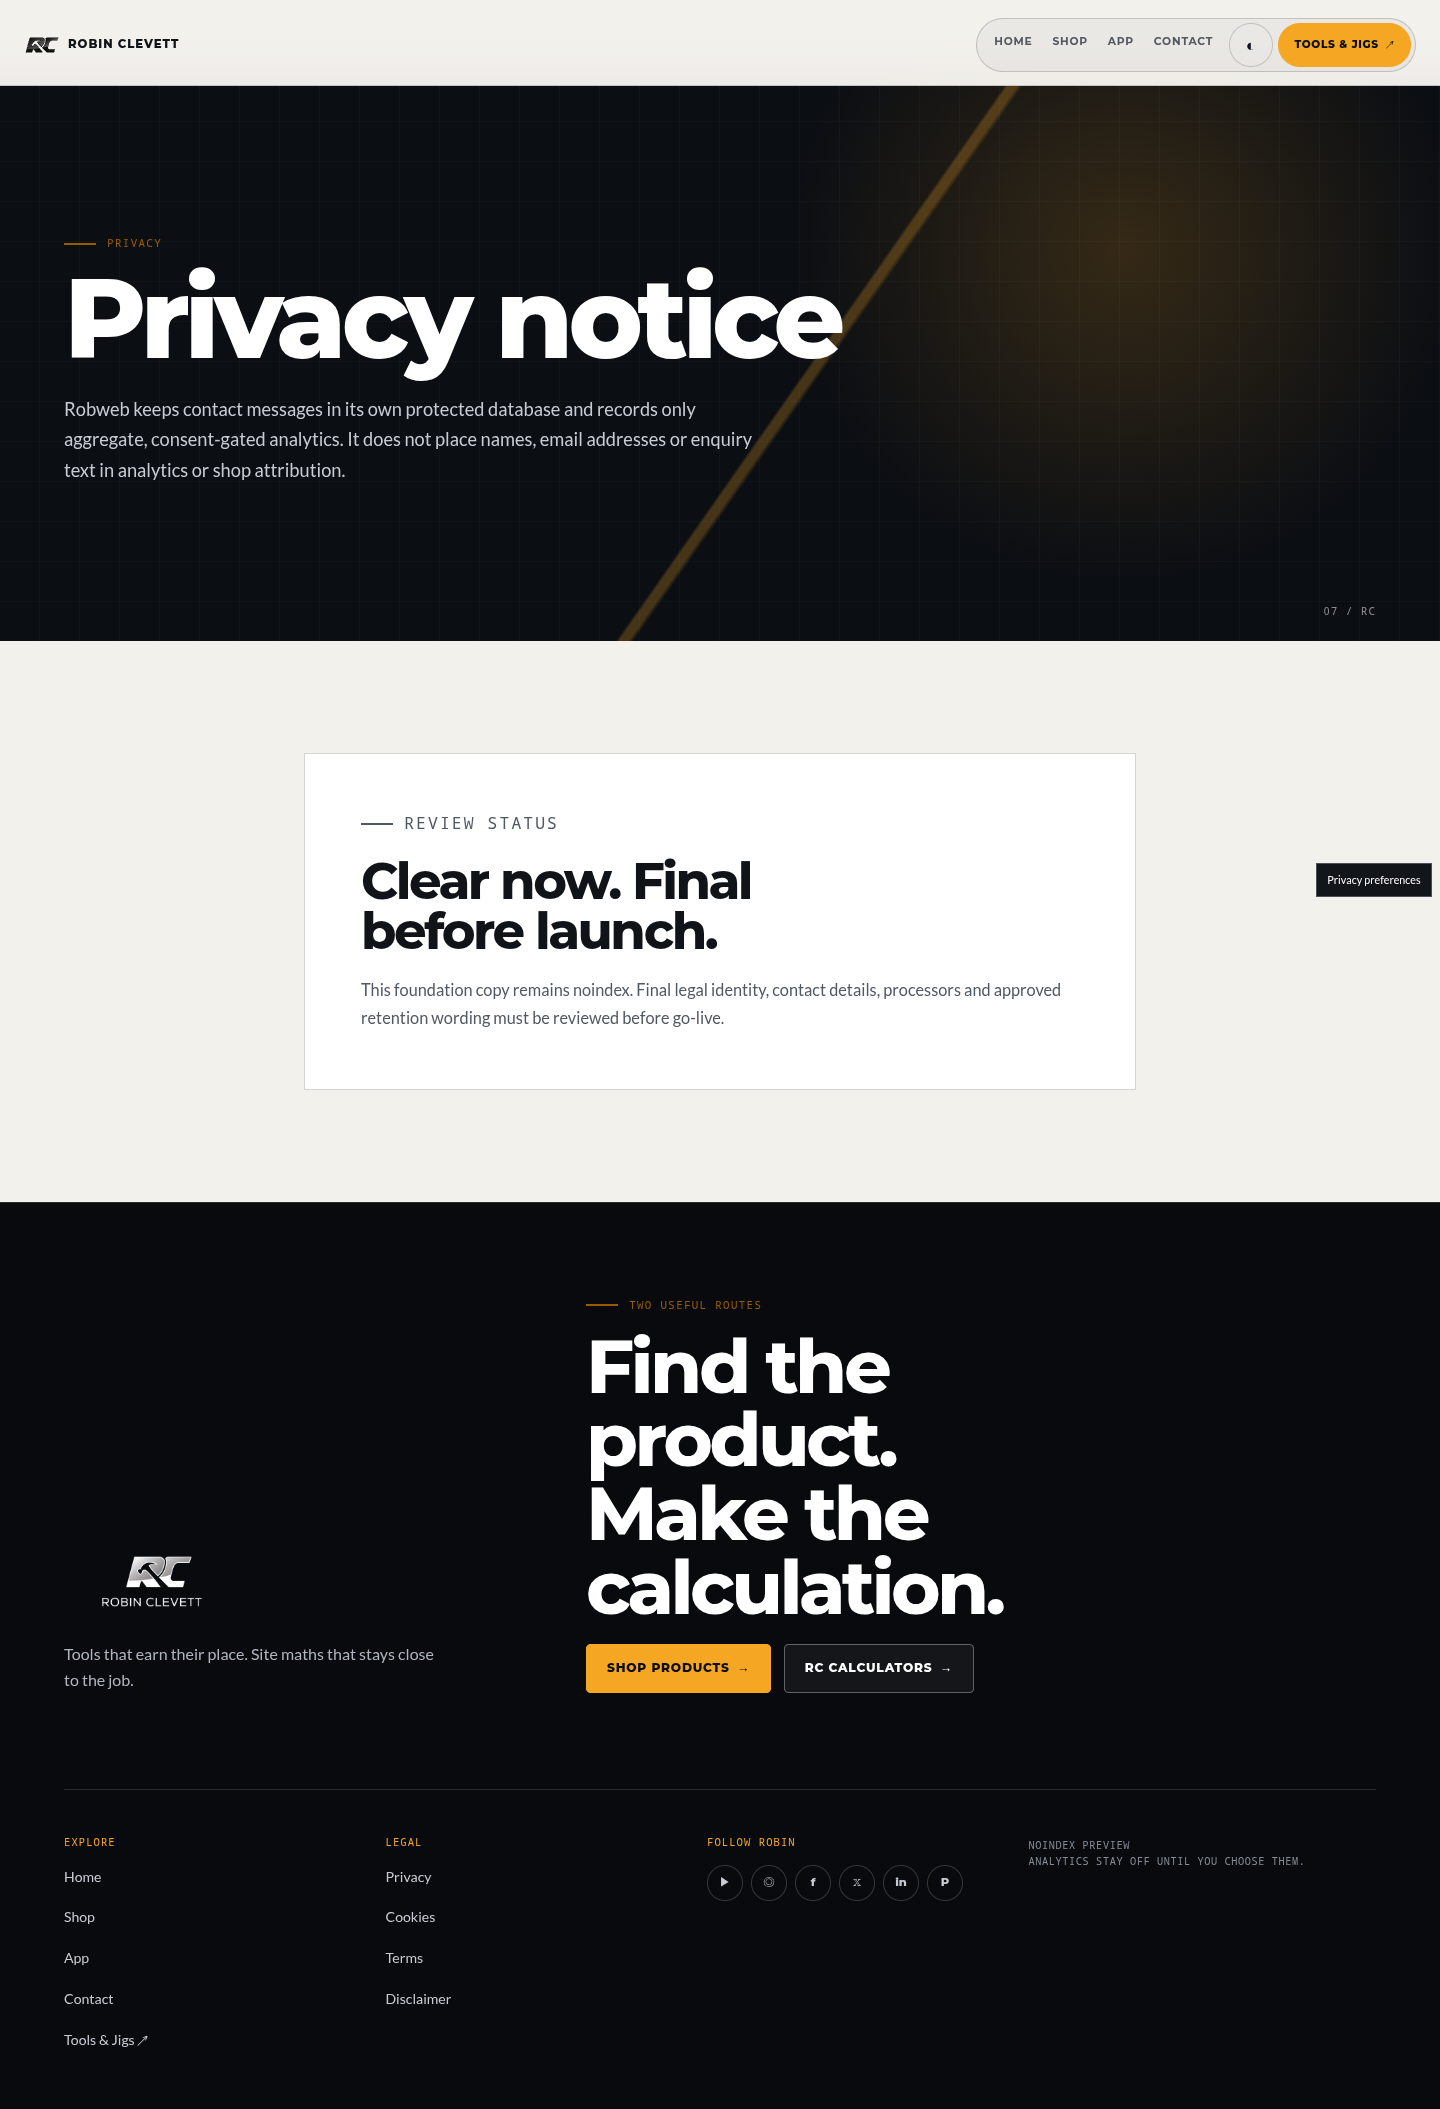 RC ROBIN CLEVETT
HOME SHOP APP CONTACT TOOLS & JIGS ↗
PRIVACY
Privacy notice
Robweb keeps contact messages in its own protected database and records only
aggregate, consent-gated analytics. It does not place names, email addresses or enquiry
text in analytics or shop attribution.
07 / RC
REVIEW STATUS
Clear now. Final
before launch.
This foundation copy remains noindex. Final legal identity, contact details, processors and approved
retention wording must be reviewed before go-live.
Privacy preferences
TWO USEFUL ROUTES
Find the
product.
Make the
calculation.
RC
ROBIN CLEVETT
Tools that earn their place. Site maths that stays close
to the job.
SHOP PRODUCTS →
RC CALCULATORS →
EXPLORE
Home
Shop
App
Contact
Tools & Jigs ↗
LEGAL
Privacy
Cookies
Terms
Disclaimer
FOLLOW ROBIN
f X in P
NOINDEX PREVIEW
ANALYTICS STAY OFF UNTIL YOU CHOOSE THEM.